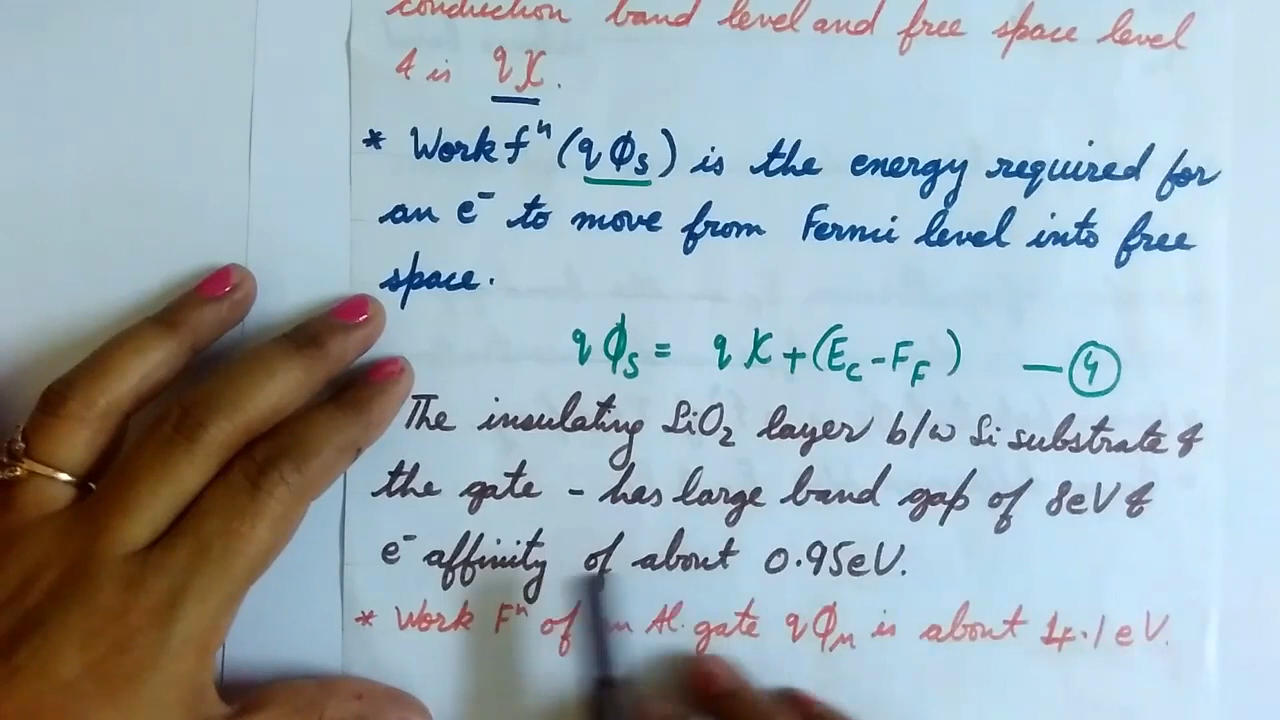 conduction band level and free space level
& is qχ.
* Work fⁿ (qΦs) is the energy required for
an e⁻ to move from Fermi level into free
space.
qΦs = qχ + (Ec - FF) — 4
The insulating SiO₂ layer b/w Si substrate &
the gate - has large band gap of 8eV &
e⁻ affinity of about 0.95eV.
* Work Fⁿ of Al. gate qΦm is about 4.1 eV.